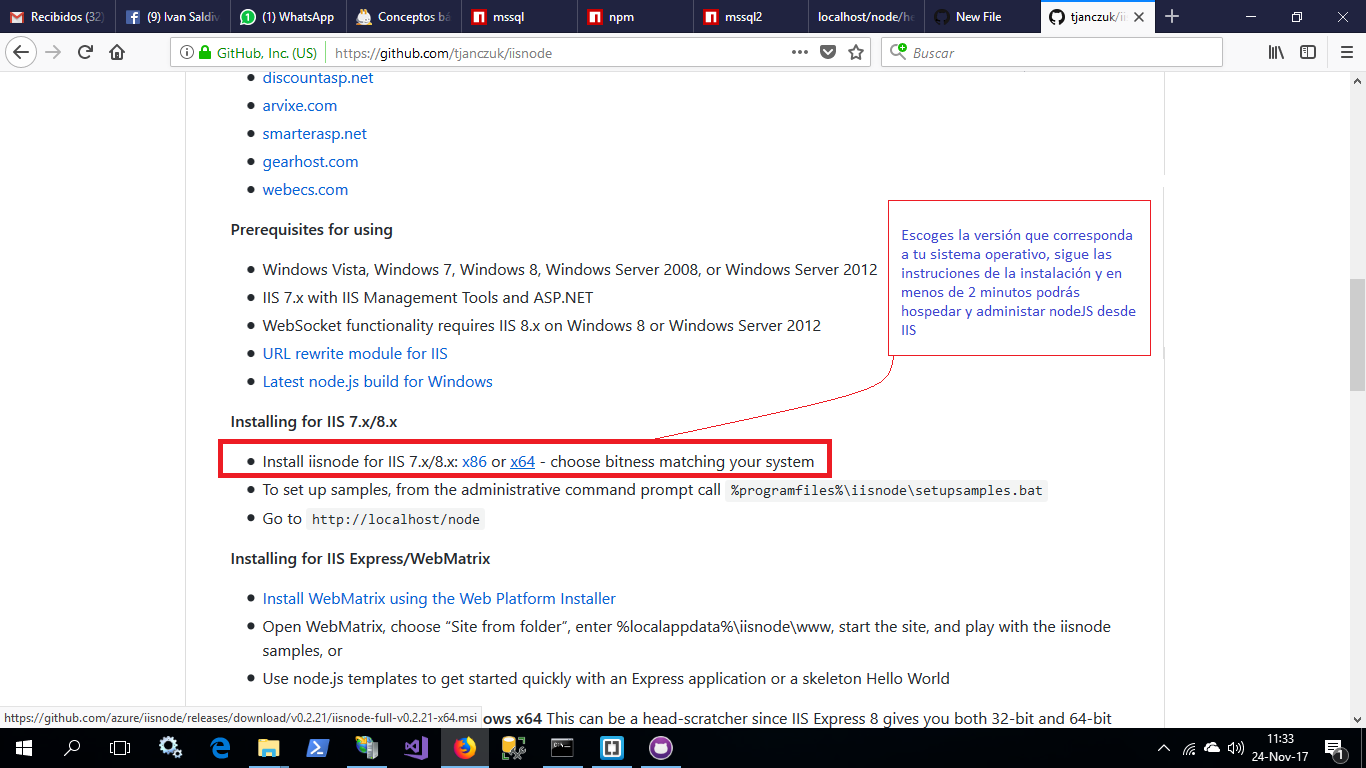 Recibidos (32)
(9) Ivan Saldiv
(1) WhatsApp
Conceptos bá
mssql
npm
mssql2
localhost/node/he
New File
tjanczuk/ii
GitHub, Inc. (US)
https://github.com/tjanczuk/iisnode
Buscar
discountasp.net
arvixe.com
smarterasp.net
gearhost.com
webecs.com
Prerequisites for using
Windows Vista, Windows 7, Windows 8, Windows Server 2008, or Windows Server 2012
IIS 7.x with IIS Management Tools and ASP.NET
WebSocket functionality requires IIS 8.x on Windows 8 or Windows Server 2012
URL rewrite module for IIS
Latest node.js build for Windows
Escoges la versión que corresponda
a tu sistema operativo, sigue las
instruciones de la instalación y en
menos de 2 minutos podrás
hospedar y administar nodeJS desde
IIS
Installing for IIS 7.x/8.x
Install iisnode for IIS 7.x/8.x: x86 or x64 - choose bitness matching your system
To set up samples, from the administrative command prompt call %programfiles%\iisnode\setupsamples.bat
Go to http://localhost/node
Installing for IIS Express/WebMatrix
Install WebMatrix using the Web Platform Installer
Open WebMatrix, choose “Site from folder”, enter %localappdata%\iisnode\www, start the site, and play with the iisnode
samples, or
Use node.js templates to get started quickly with an Express application or a skeleton Hello World
https://github.com/azure/iisnode/releases/download/v0.2.21/iisnode-full-v0.2.21-x64.msi
ows x64 This can be a head-scratcher since IIS Express 8 gives you both 32-bit and 64-bit
11:33
24-Nov-17
1